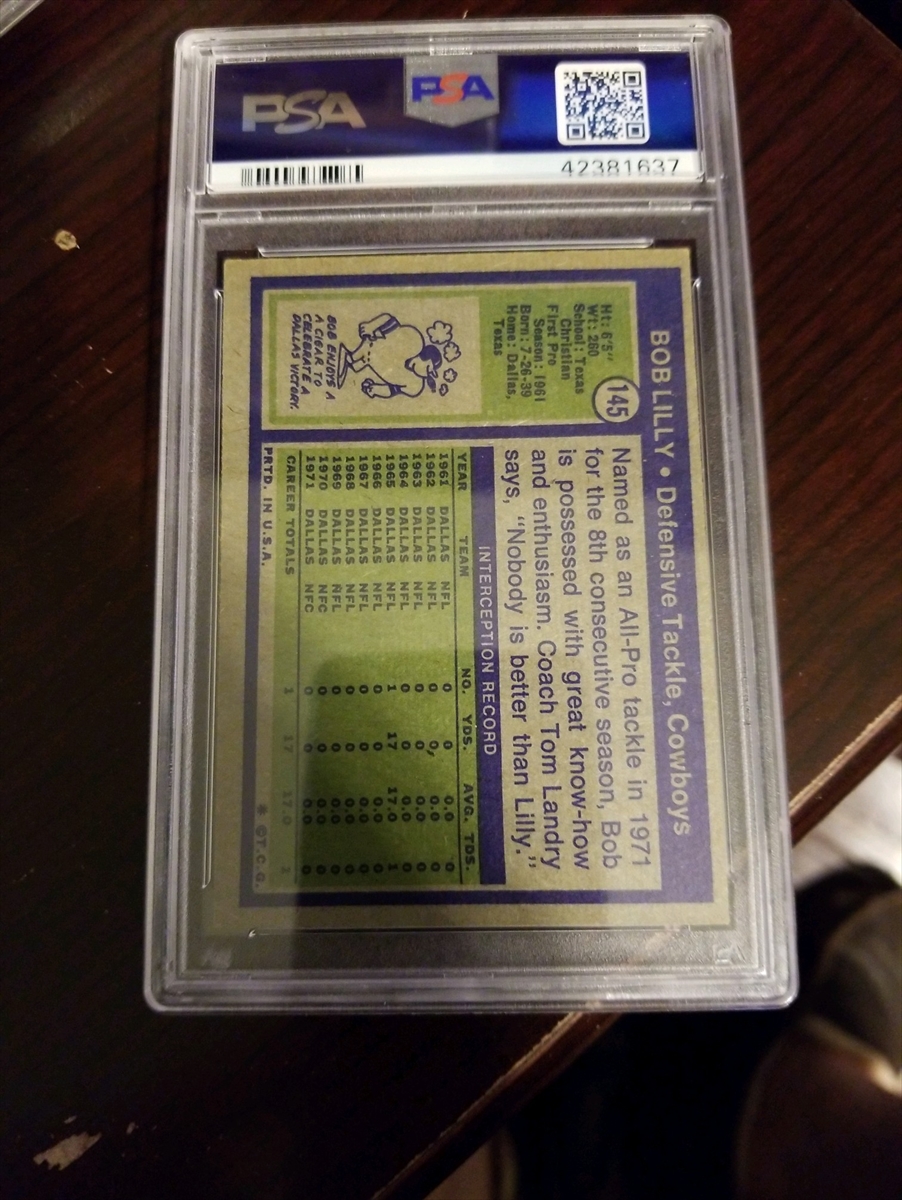 PSA
PSA
42381637
BOB LILLY • Defensive Tackle, Cowboys
145
Ht: 6'5"
Wt: 260
School: Texas
Christian
First Pro
Season: 1961
Born: 7-26-39
Home: Dallas,
Texas
BOB ENJOYS A
A CIGAR TO
CELEBRATE A
DALLAS VICTORY.
Named as an All-Pro tackle in 1971
for the 8th consecutive season, Bob
is possessed with great know-how
and enthusiasm. Coach Tom Landry
says, "Nobody is better than Lilly."
INTERCEPTION RECORD
YEAR TEAM NO. YDS. AVG. TDS.
1961 DALLAS NFL 0 0 0.0 0
1962 DALLAS NFL 0 0, 0.0 0
1963 DALLAS NFL 0 0 0.0 0
1964 DALLAS NFL 0 0 0.0 0
1965 DALLAS NFL 1 17 17.0 1
1966 DALLAS NFL 0 0 0.0 0
1967 DALLAS NFL 0 0 0.0 0
1968 DALLAS NFL 0 0 0.0 0
1969 DALLAS NFL 0 0 0.0 0
1970 DALLAS NFC 0 0 0.0 0
1971 DALLAS NFC 0 0 0.0 0
CAREER TOTALS 1 17 17.0 1
PRTD. IN U.S.A. * ©T.C.G.